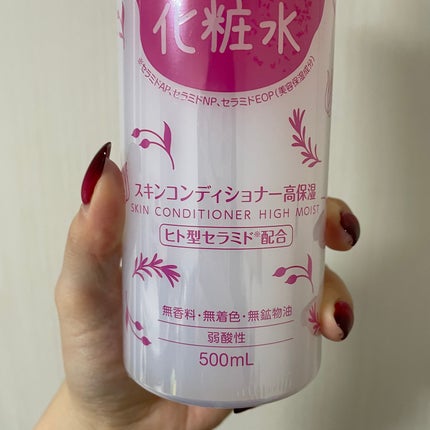 化粧水
※セラミドAP、セラミドNP、セラミドEOP(美容保湿成分)
スキンコンディショナー高保湿
SKIN CONDITIONER HIGH MOIST
ヒト型セラミド※配合
無香料・無着色・無鉱物油
弱酸性
500mL